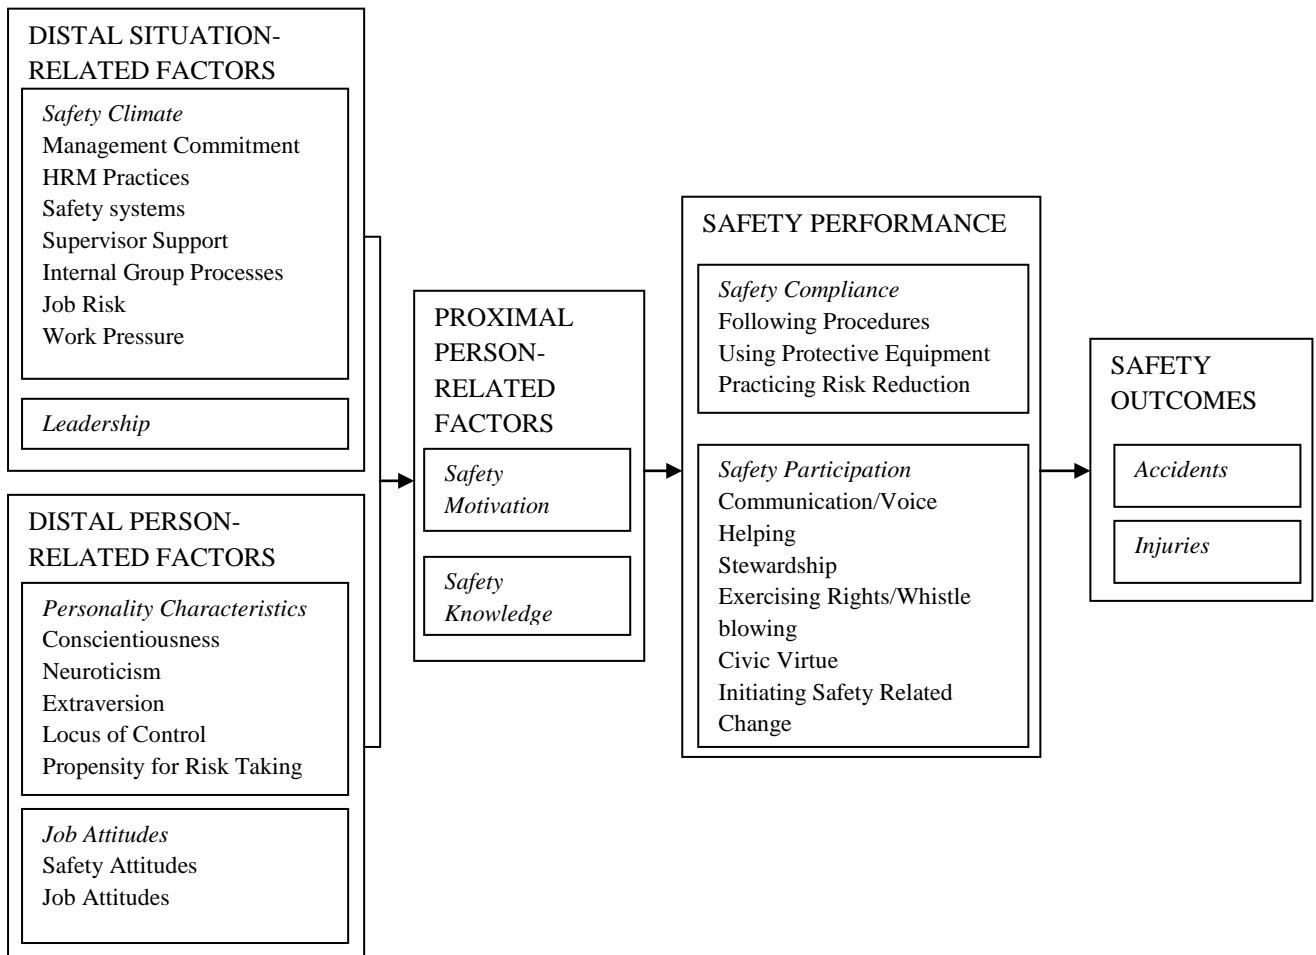 DISTAL SITUATION-
RELATED FACTORS
Safety Climate
Management Commitment
HRM Practices
Safety systems
Supervisor Support
Internal Group Processes
Job Risk
Work Pressure
Leadership
DISTAL PERSON-
RELATED FACTORS
Personality Characteristics
Conscientiousness
Neuroticism
Extraversion
Locus of Control
Propensity for Risk Taking
Job Attitudes
Safety Attitudes
Job Attitudes
PROXIMAL
PERSON-
RELATED
FACTORS
Safety
Motivation
Safety
Knowledge
SAFETY PERFORMANCE
Safety Compliance
Following Procedures
Using Protective Equipment
Practicing Risk Reduction
Safety Participation
Communication/Voice
Helping
Stewardship
Exercising Rights/Whistle
blowing
Civic Virtue
Initiating Safety Related
Change
SAFETY
OUTCOMES
Accidents
Injuries